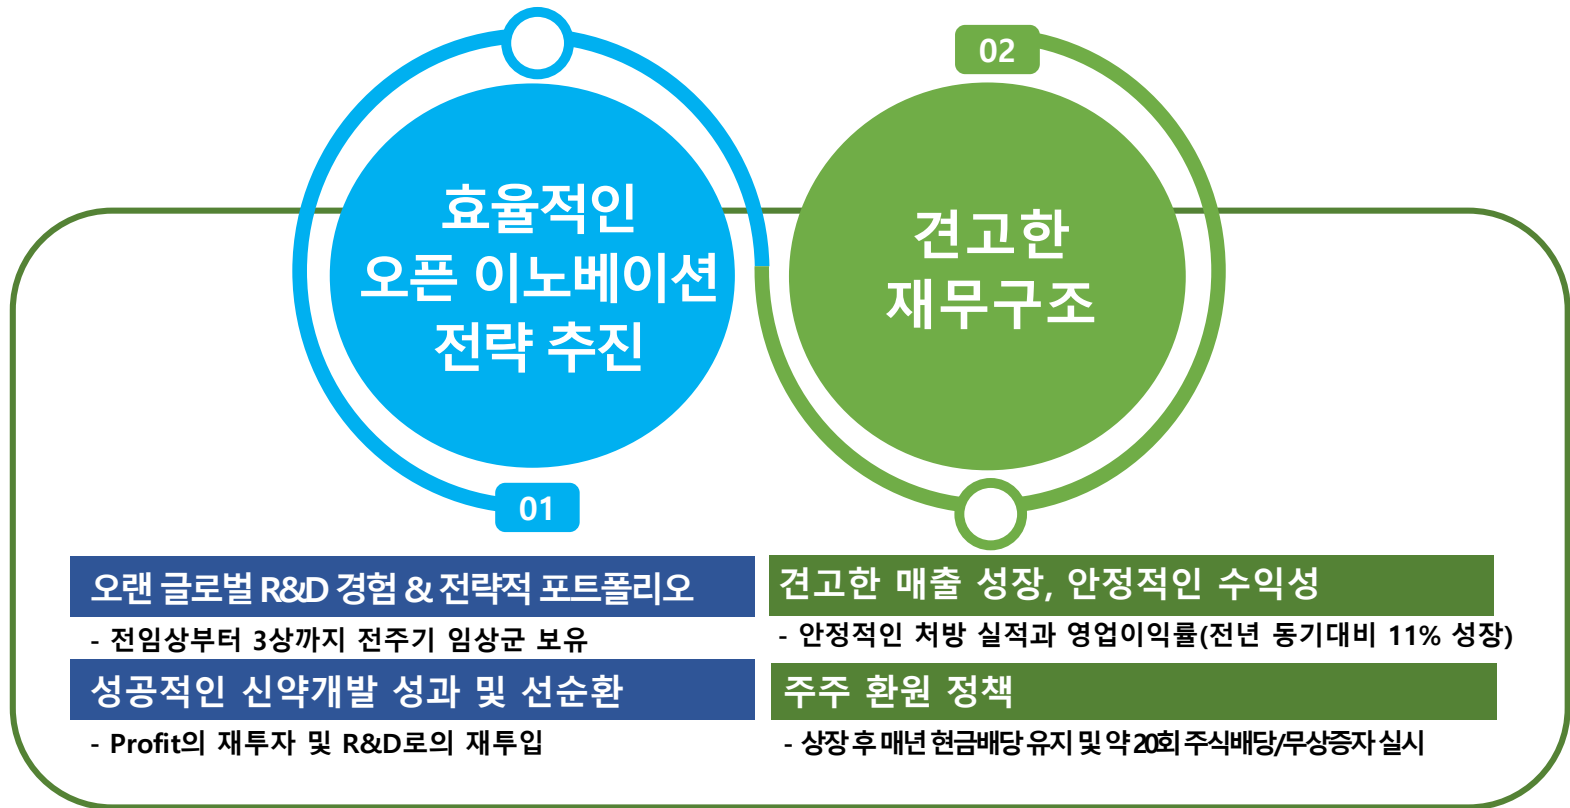 효율적인
오픈 이노베이션
전략 추진
01
02
견고한
재무구조
오랜 글로벌 R&D 경험 & 전략적 포트폴리오
- 전임상부터 3상까지 전주기 임상군 보유
성공적인 신약개발 성과 및 선순환
- Profit의 재투자 및 R&D로의 재투입
견고한 매출 성장, 안정적인 수익성
- 안정적인 처방 실적과 영업이익률(전년 동기대비 11% 성장)
주주 환원 정책
- 상장 후 매년 현금배당 유지 및 약 20회 주식배당/무상증자 실시